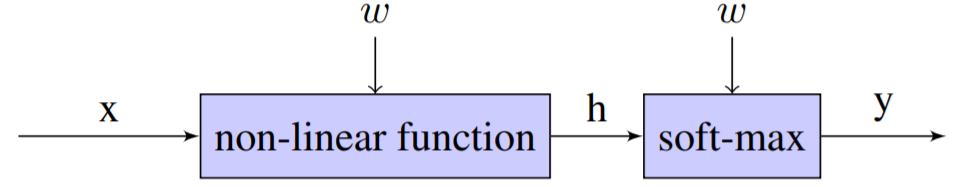 w w
x non-linear function h soft-max y